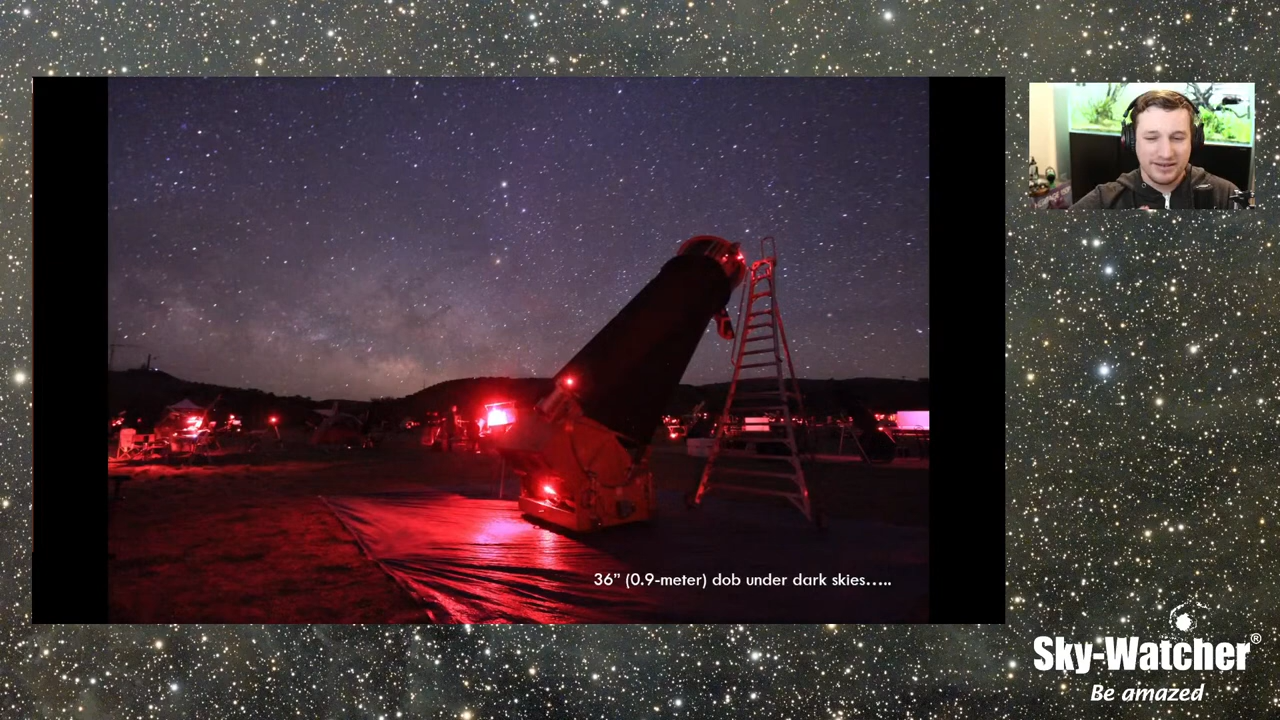 36” (0.9-meter) dob under dark skies…..
Sky-Watcher®
Be amazed